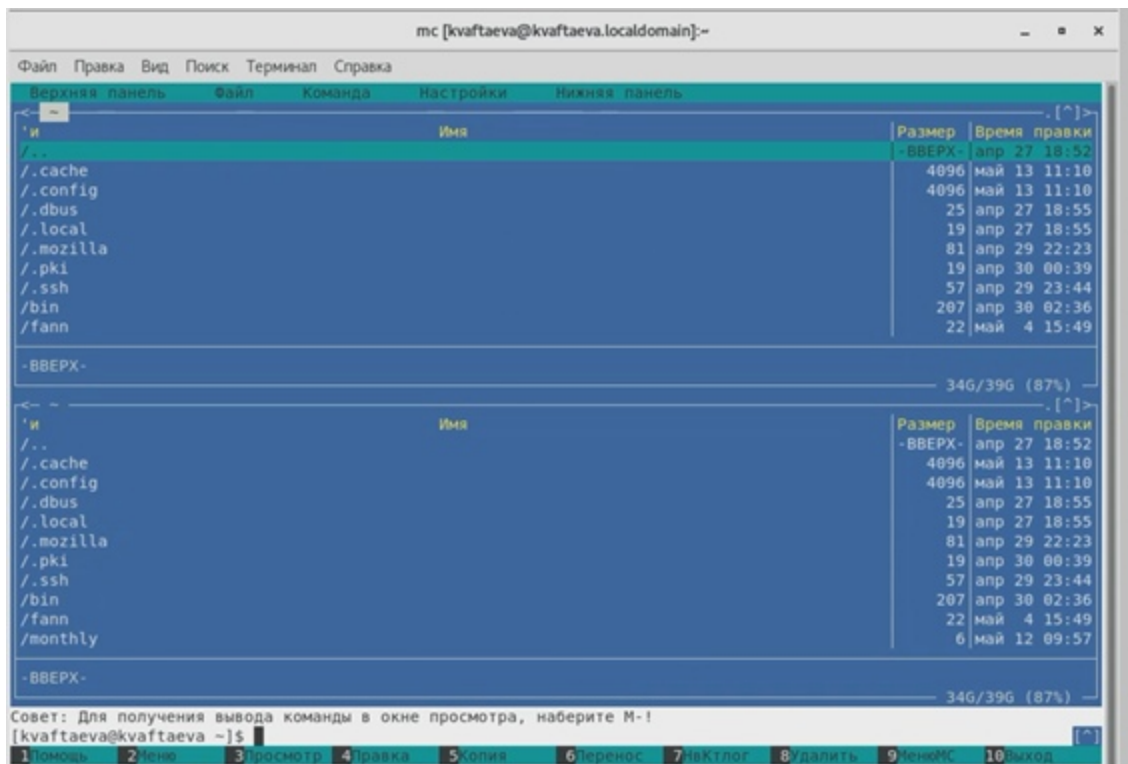 mc [kvaftaeva@kvaftaeva.localdomain]:~
Файл Правка Вид Поиск Терминал Справка
Верхняя панель Файл Команда Настройки Нижняя панель
<— ~ .[^]>
'и Имя Размер Время правки
/.. -ВВЕРХ- апр 27 18:52
/.cache 4096 май 13 11:10
/.config 4096 май 13 11:10
/.dbus 25 апр 27 18:55
/.local 19 апр 27 18:55
/.mozilla 81 апр 29 22:23
/.pki 19 апр 30 00:39
/.ssh 57 апр 29 23:44
/bin 207 апр 30 02:36
/fann 22 май 4 15:49
-ВВЕРХ-
34G/39G (87%)
<— ~ .[^]>
'и Имя Размер Время правки
/.. -ВВЕРХ- апр 27 18:52
/.cache 4096 май 13 11:10
/.config 4096 май 13 11:10
/.dbus 25 апр 27 18:55
/.local 19 апр 27 18:55
/.mozilla 81 апр 29 22:23
/.pki 19 апр 30 00:39
/.ssh 57 апр 29 23:44
/bin 207 апр 30 02:36
/fann 22 май 4 15:49
/monthly 6 май 12 09:57
-ВВЕРХ-
34G/39G (87%)
Совет: Для получения вывода команды в окне просмотра, наберите M-!
[kvaftaeva@kvaftaeva ~]$ [^]
1Помощь 2Меню 3Просмотр 4Правка 5Копия 6Перенос 7НвКтлог 8Удалить 9МенюМС 10Выход